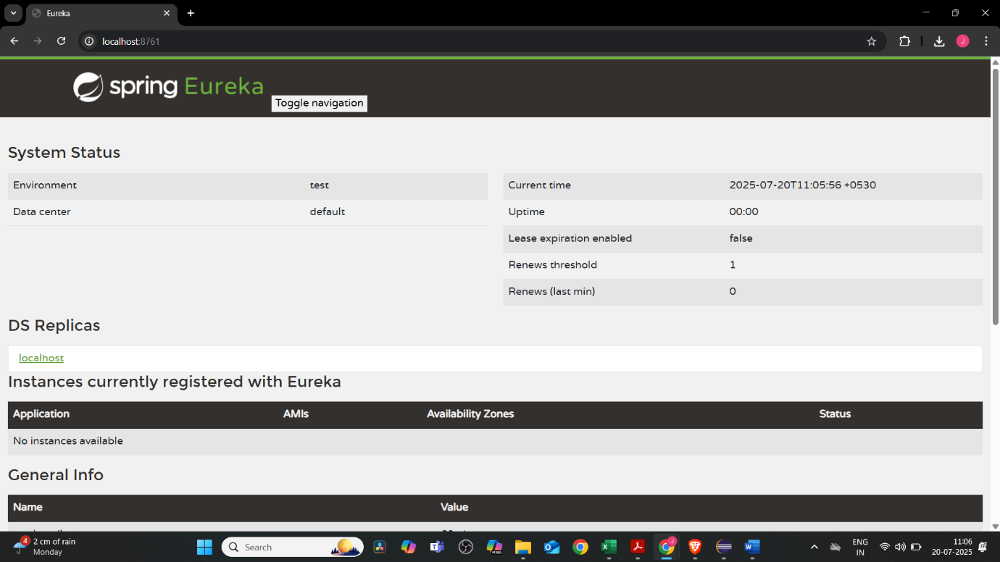 Eureka
localhost:8761
J
spring Eureka
Toggle navigation
System Status
Environment test
Data center default
Current time 2025-07-20T11:05:56 +0530
Uptime 00:00
Lease expiration enabled false
Renews threshold 1
Renews (last min) 0
DS Replicas
localhost
Instances currently registered with Eureka
Application AMIs Availability Zones Status
No instances available
General Info
Name Value
4
2 cm of rain
Monday
Search
M365
J
ENG
IN
11:06
20-07-2025